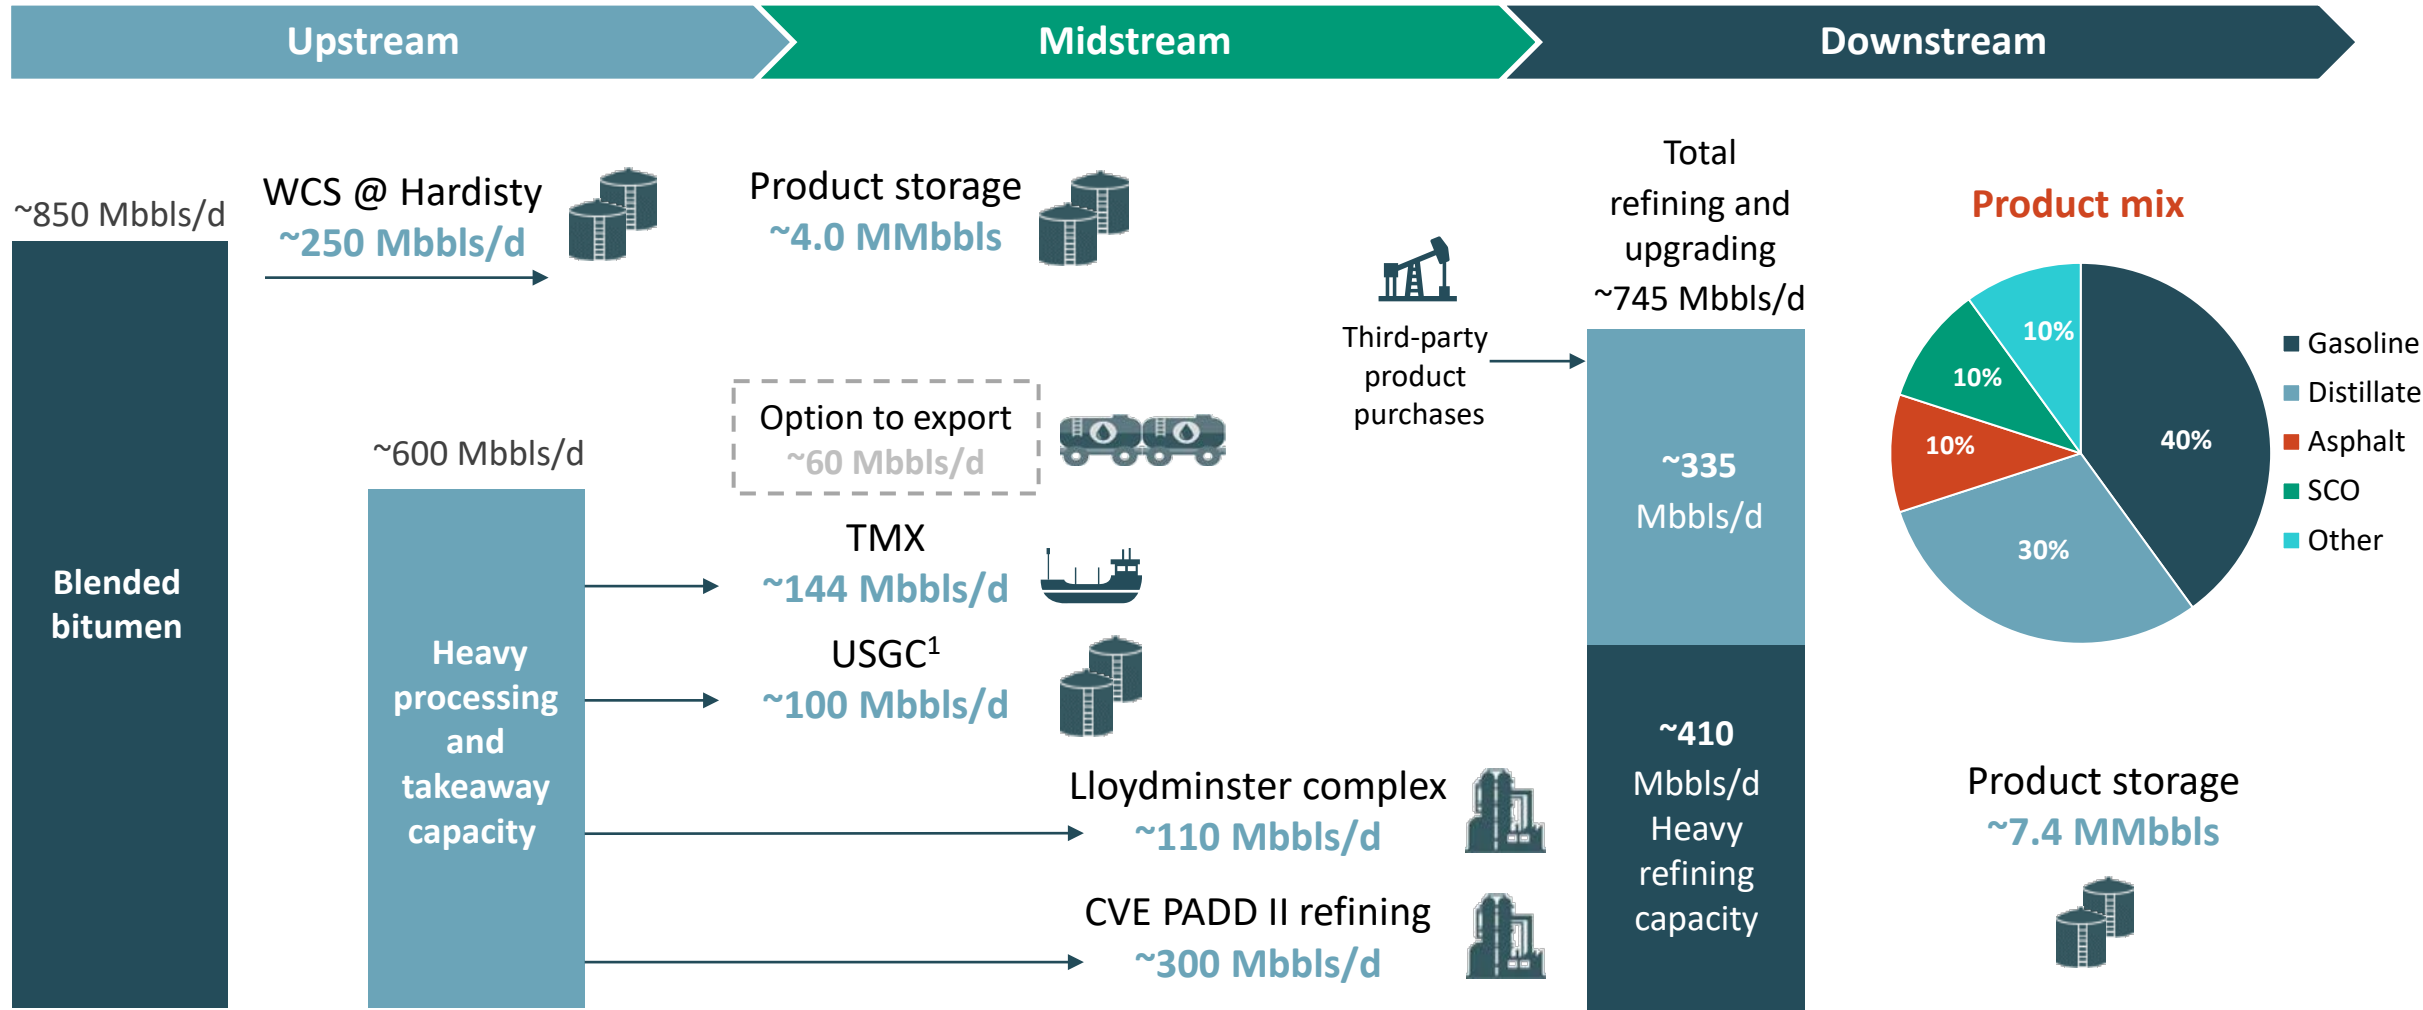 Upstream
Midstream
Downstream
~850 Mbbls/d
Blended
bitumen
WCS @ Hardisty
~250 Mbbls/d
~600 Mbbls/d
Heavy
processing
and
takeaway
capacity
Product storage
~4.0 MMbbls
Option to export
~60 Mbbls/d
TMX
~144 Mbbls/d
USGC¹
~100 Mbbls/d
Lloydminster complex
~110 Mbbls/d
CVE PADD II refining
~300 Mbbls/d
Third-party
product
purchases
Total
refining and
upgrading
~745 Mbbls/d
~335
Mbbls/d
~410
Mbbls/d
Heavy
refining
capacity
Product mix
10%
10%
10%
40%
30%
Gasoline
Distillate
Asphalt
SCO
Other
Product storage
~7.4 MMbbls